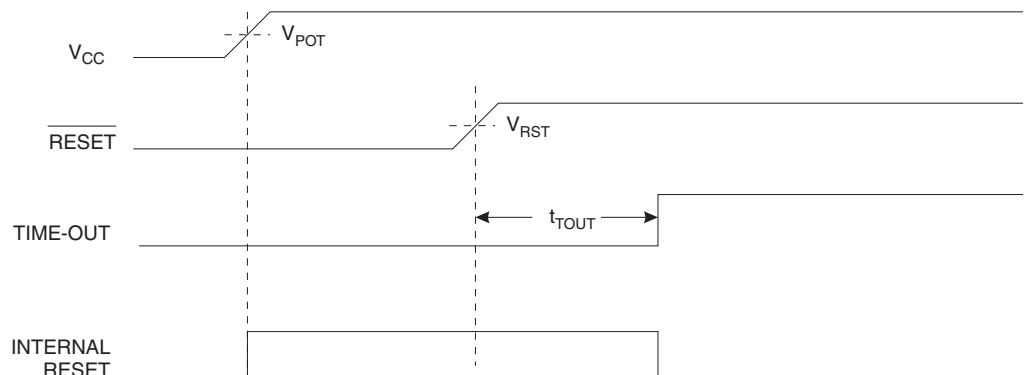 V_CC
V_POT
RESET
V_RST
TIME-OUT
t_TOUT
INTERNAL
RESET